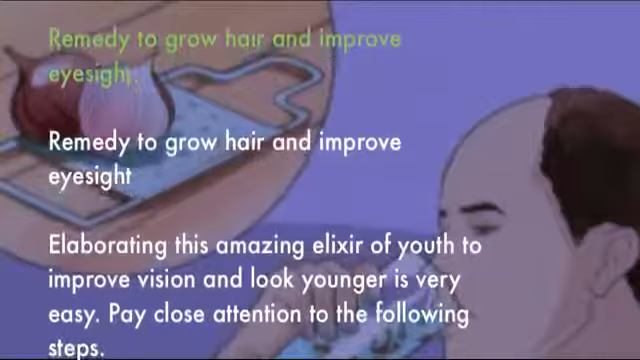 Remedy to grow hair and improve
eyesight.
Remedy to grow hair and improve
eyesight
Elaborating this amazing elixir of youth to
improve vision and look younger is very
easy. Pay close attention to the following
steps.